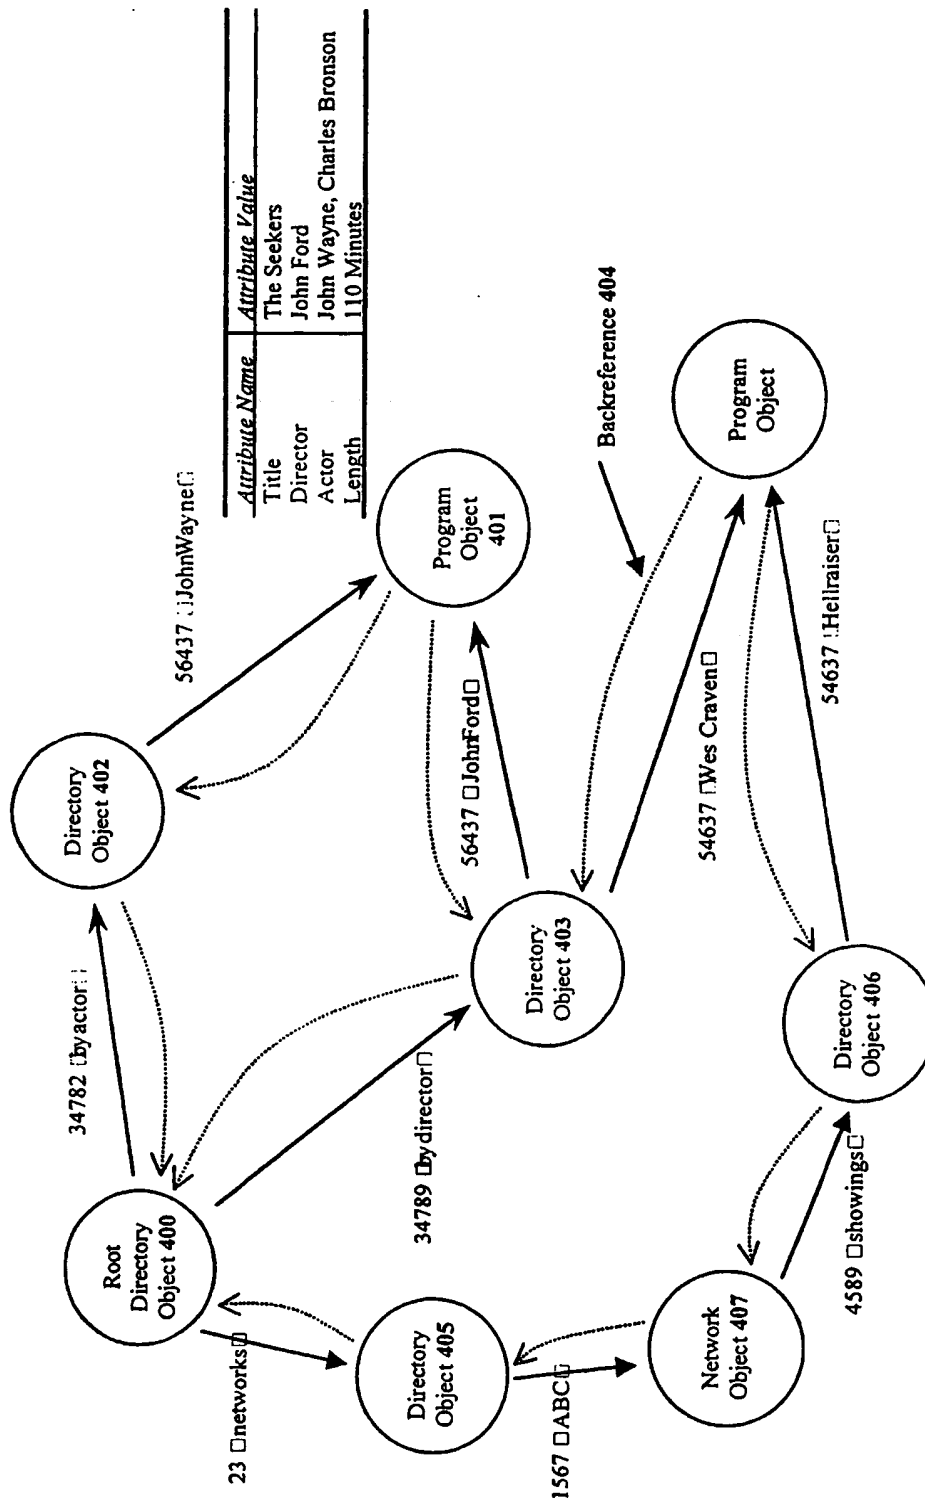 Attribute Name	Attribute Value
Title	The Seekers
Director	John Ford
Actor	John Wayne, Charles Bronson
Length	110 Minutes
56437 □JohnWayne□
Program
Object
401
Directory
Object 402
34782 □byactor□
Root
Directory
Object 400
34789 □bydirector□
Directory
Object 403
56437 □JohnFord□
Backreference 404
Program
Object
54637 □Wes Craven□
54637 □Hellraiser□
Directory
Object 406
4589 □showings□
Network
Object 407
1567 □ABC□
Directory
Object 405
23 □networks□